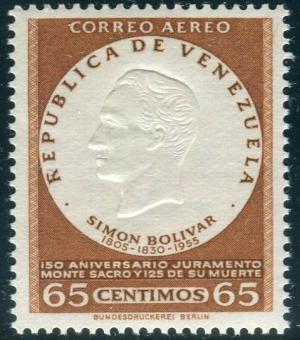 CORREO AEREO
REPUBLICA DE VENEZUELA
SIMON BOLIVAR
1805-1830-1955
150 ANIVERSARIO JURAMENTO
MONTE SACRO Y 125 DE SU MUERTE
65 CENTIMOS 65
BUNDESDRUCKEREI BERLIN